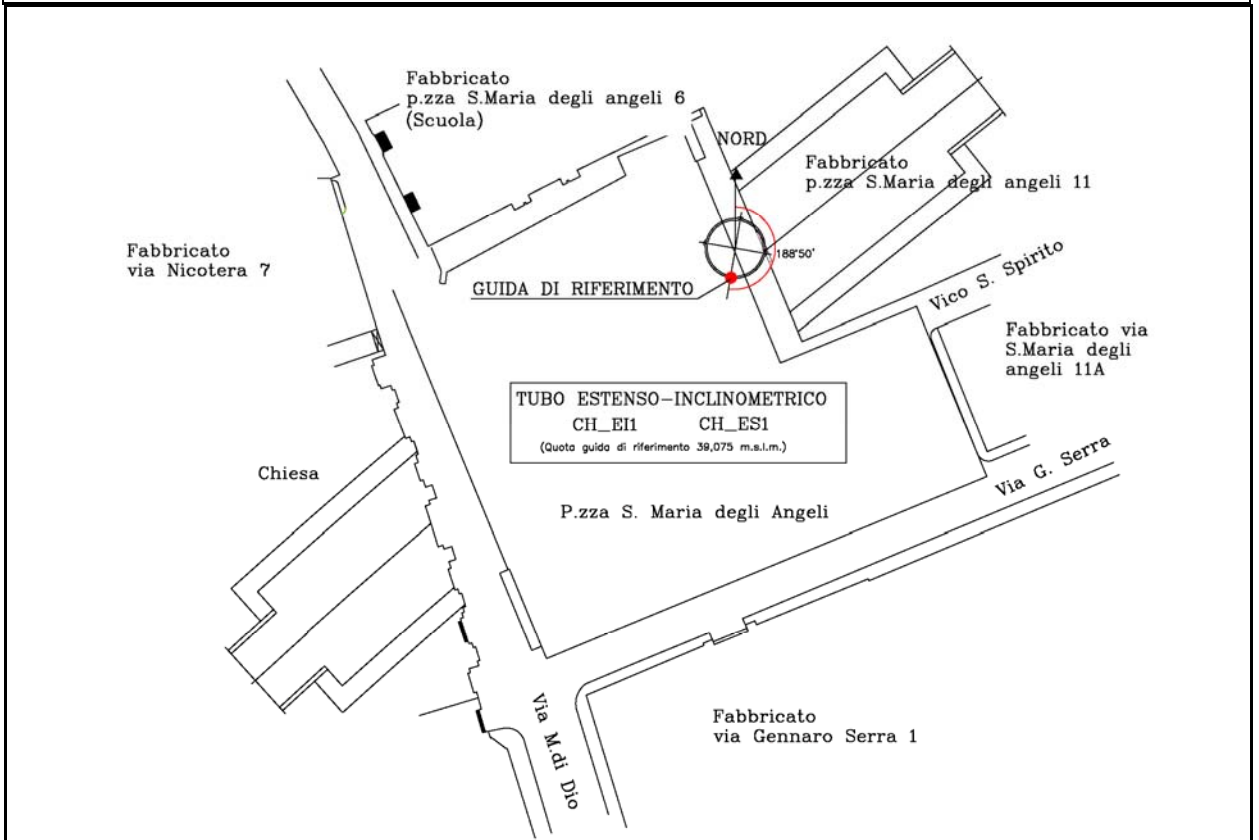 Fabbricato
p.zza S.Maria degli angeli 6
(Scuola)
NORD
Fabbricato
p.zza S.Maria degli angeli 11
Fabbricato
via Nicotera 7
188°50'
GUIDA DI RIFERIMENTO
Vico S. Spirito
Fabbricato via
S.Maria degli
angeli 11A
TUBO ESTENSO-INCLINOMETRICO
CH_EI1 CH_ES1
(Quota guida di riferimento 39,075 m.s.l.m.)
Chiesa
Via G. Serra
P.zza S. Maria degli Angeli
Via M.di Dio
Fabbricato
via Gennaro Serra 1